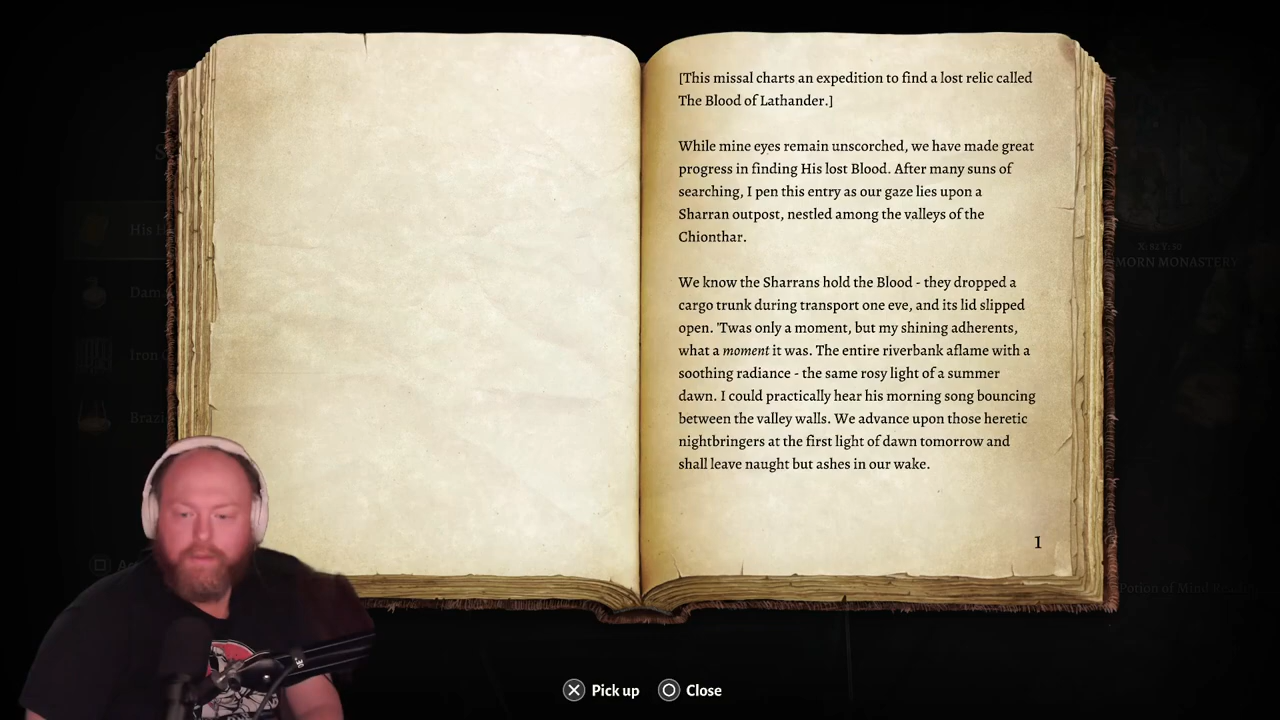 [This missal charts an expedition to find a lost relic called
The Blood of Lathander.]
While mine eyes remain unscorched, we have made great
progress in finding His lost Blood. After many suns of
searching, I pen this entry as our gaze lies upon a
Sharran outpost, nestled among the valleys of the
Chionthar.
We know the Sharrans hold the Blood - they dropped a
cargo trunk during transport one eve, and its lid slipped
open. 'Twas only a moment, but my shining adherents,
what a moment it was. The entire riverbank aflame with a
soothing radiance - the same rosy light of a summer
dawn. I could practically hear his morning song bouncing
between the valley walls. We advance upon those heretic
nightbringers at the first light of dawn tomorrow and
shall leave naught but ashes in our wake.
1
His
Iron
MORN MONASTERY
Potion of Mind
Pick up
Close